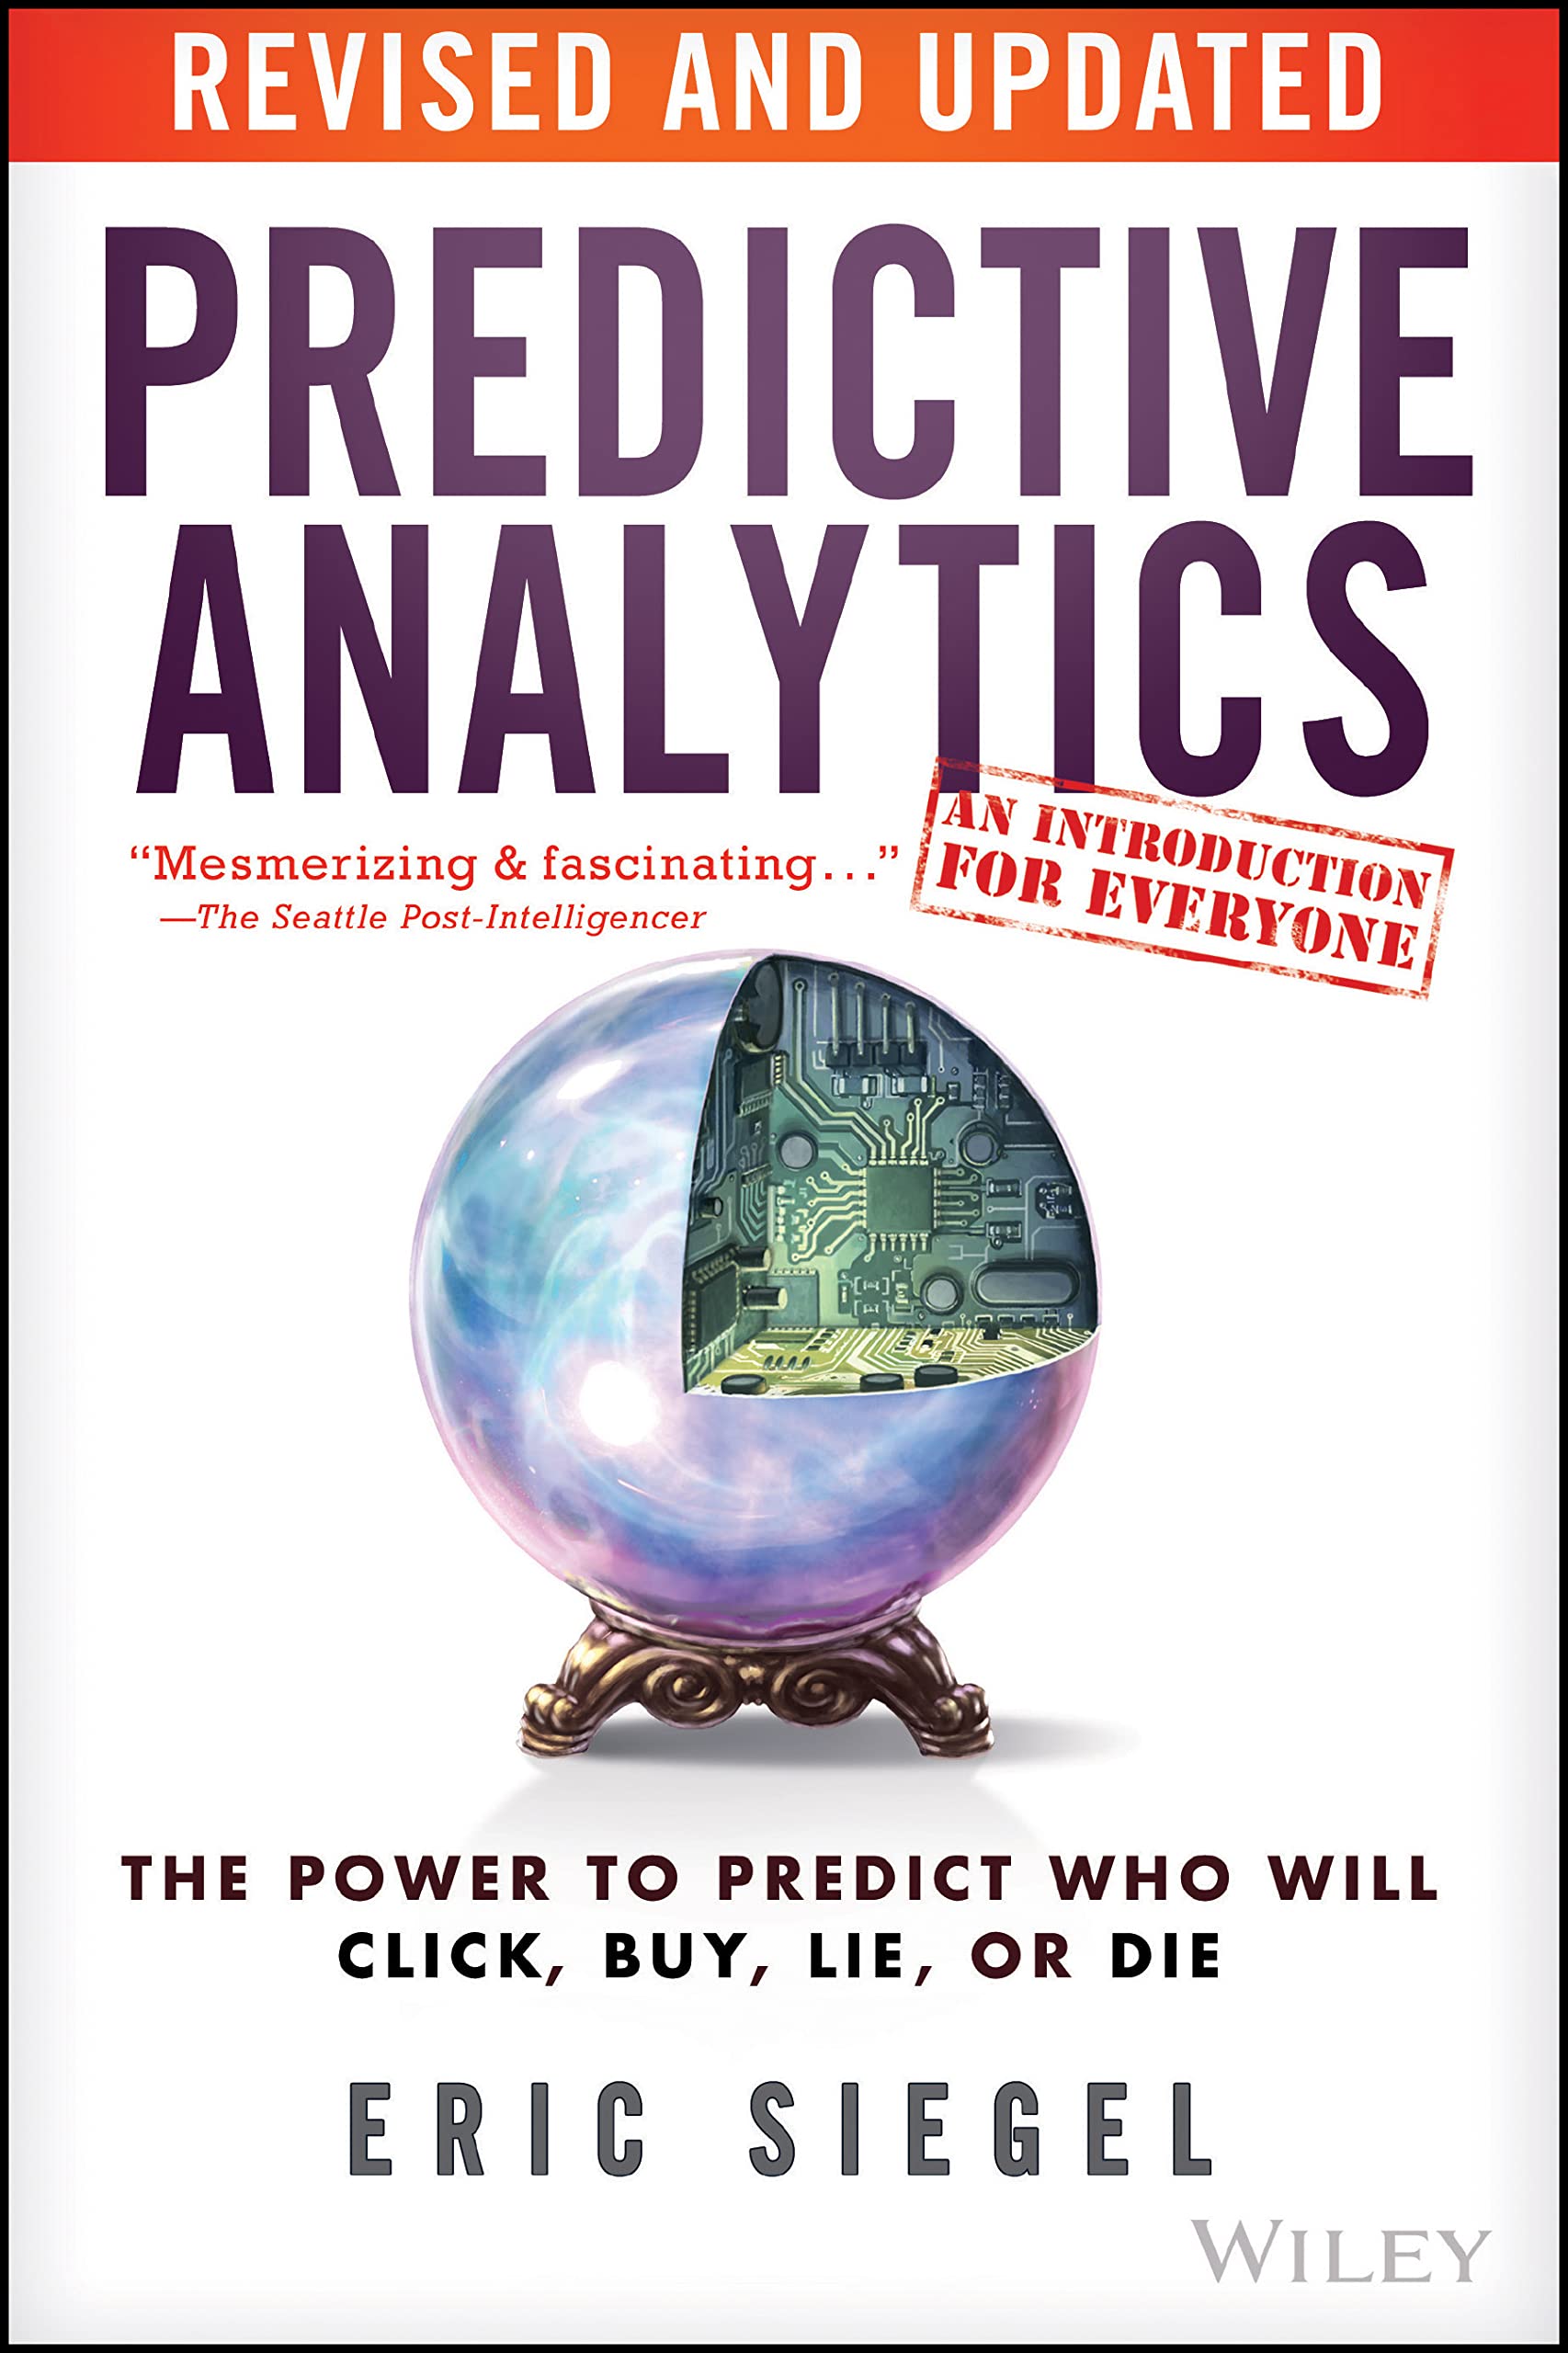 REVISED AND UPDATED
PREDICTIVE
ANALYTICS
“Mesmerizing & fascinating...”
—The Seattle Post-Intelligencer
AN INTRODUCTION
FOR EVERYONE
THE POWER TO PREDICT WHO WILL
CLICK, BUY, LIE, OR DIE
ERIC SIEGEL
WILEY